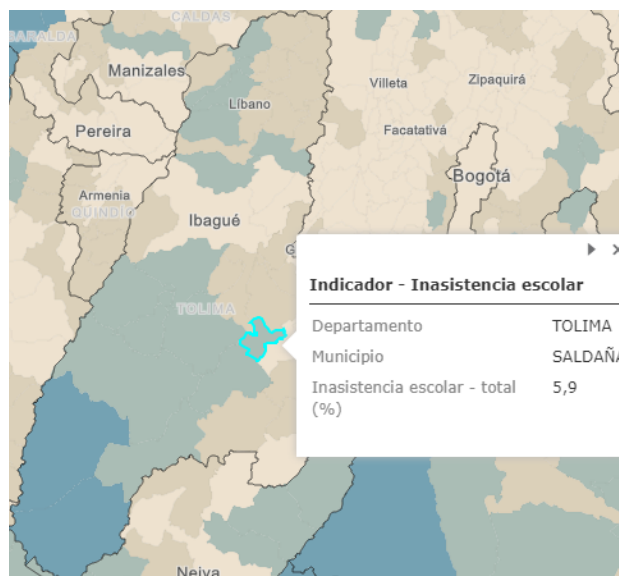 CALDAS
SARALDA
Manizales
Villeta
Zipaquirá
Líbano
Pereira
Facatativá
Armenia
Bogotá
QUINDÍO
Ibagué
G
Indicador - Inasistencia escolar
TOLIMA
Departamento TOLIMA
Municipio SALDAÑA
Inasistencia escolar - total 5,9
(%)
Neiva